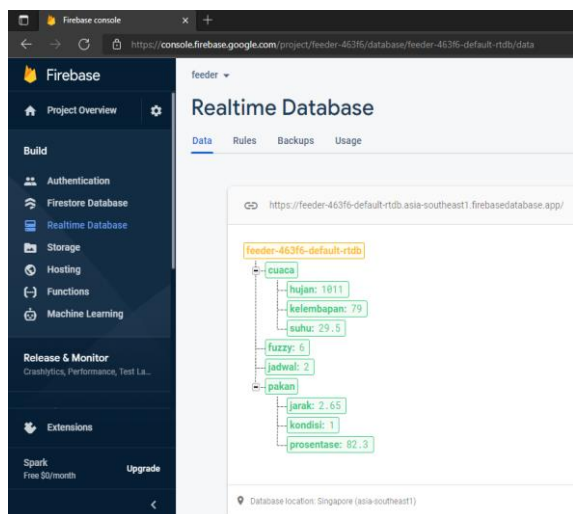 Firebase console
https://console.firebase.google.com/project/feeder-463f6/database/feeder-463f6-default-rtdb/data
Firebase
Project Overview
Build
Authentication
Firestore Database
Realtime Database
Storage
Hosting
Functions
Machine Learning
Release & Monitor
Crashlytics, Performance, Test La...
Extensions
Spark
Free $0/month
Upgrade
feeder
Realtime Database
Data Rules Backups Usage
https://feeder-463f6-default-rtdb.asia-southeast1.firebasedatabase.app/
feeder-463f6-default-rtdb
cuaca
hujan: 1011
kelembapan: 79
suhu: 29.5
fuzzy: 6
jadwal: 2
pakan
jarak: 2.65
kondisi: 1
prosentase: 82.3
Database location: Singapore (asia-southeast1)